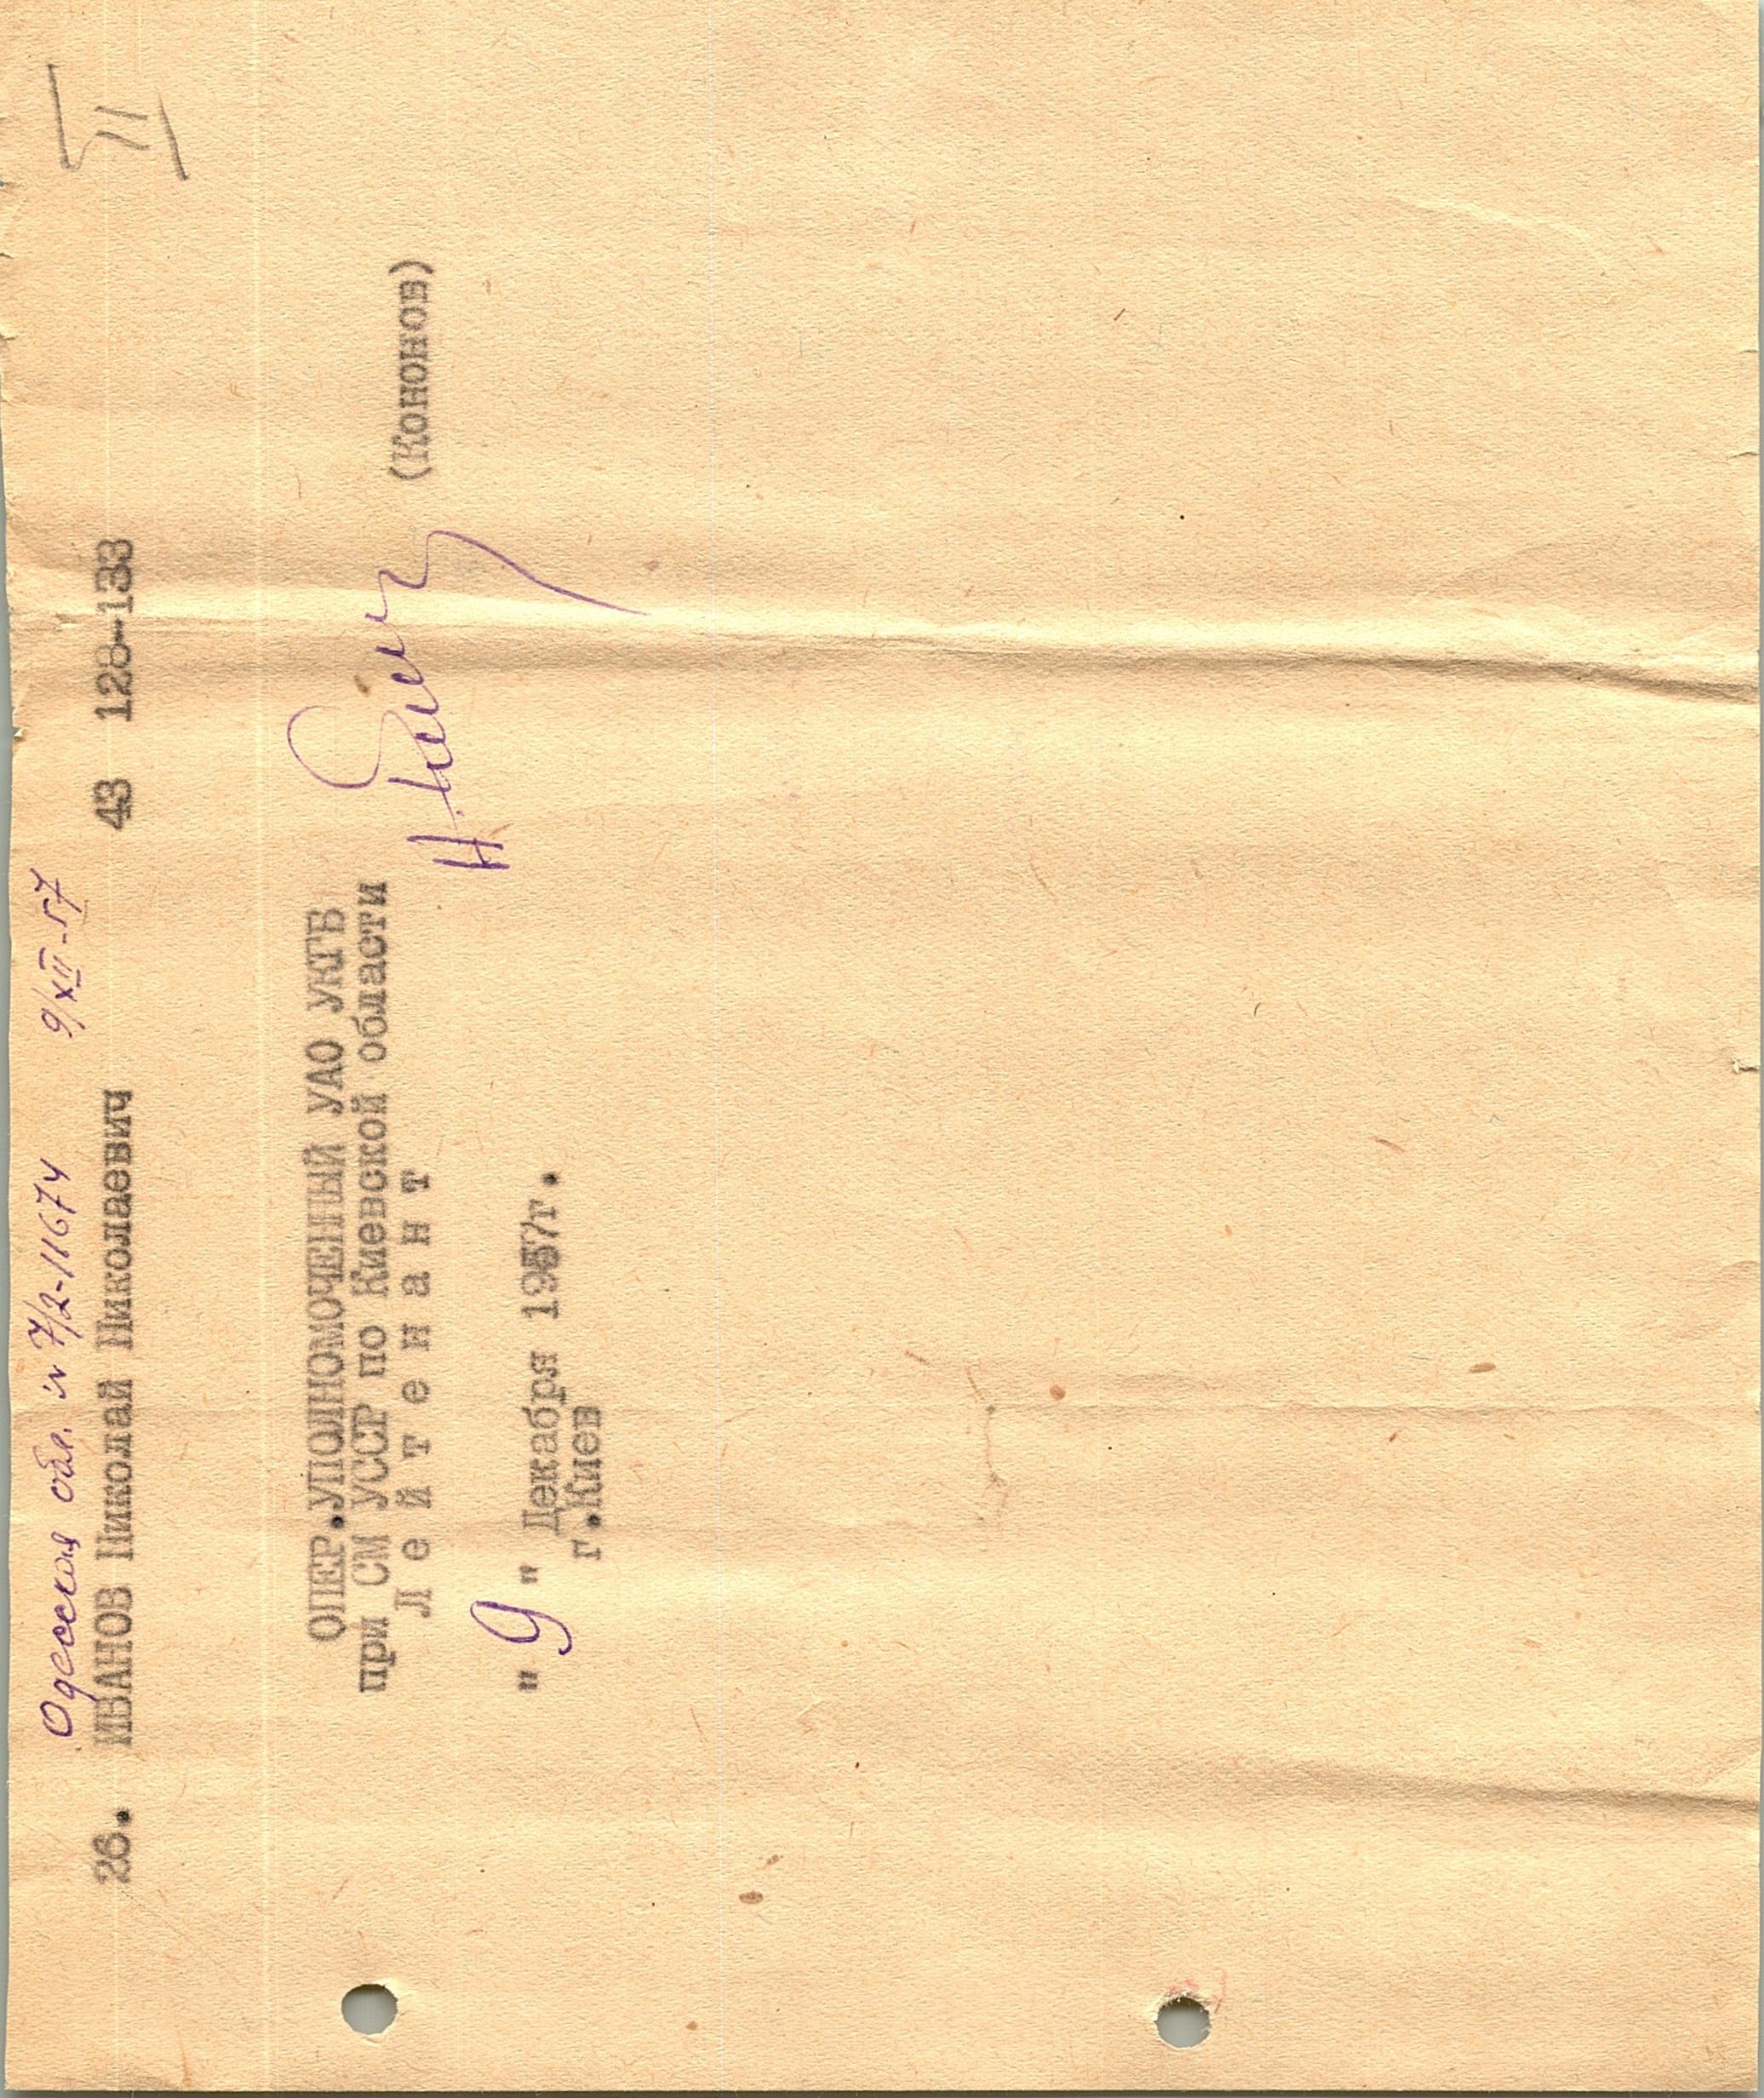 Одесская обл. № 7/2-11674 9/XII-57
26. ИВАНОВ Николай Николаевич 43 128-133
ОПЕР.УПОЛНОМОЧЕННЫЙ УАО УКГБ
при СМ УССР по Киевской области
Л е й т е н а н т
(Кононов)
" 9 " Декабря 1957г.
г.Киев